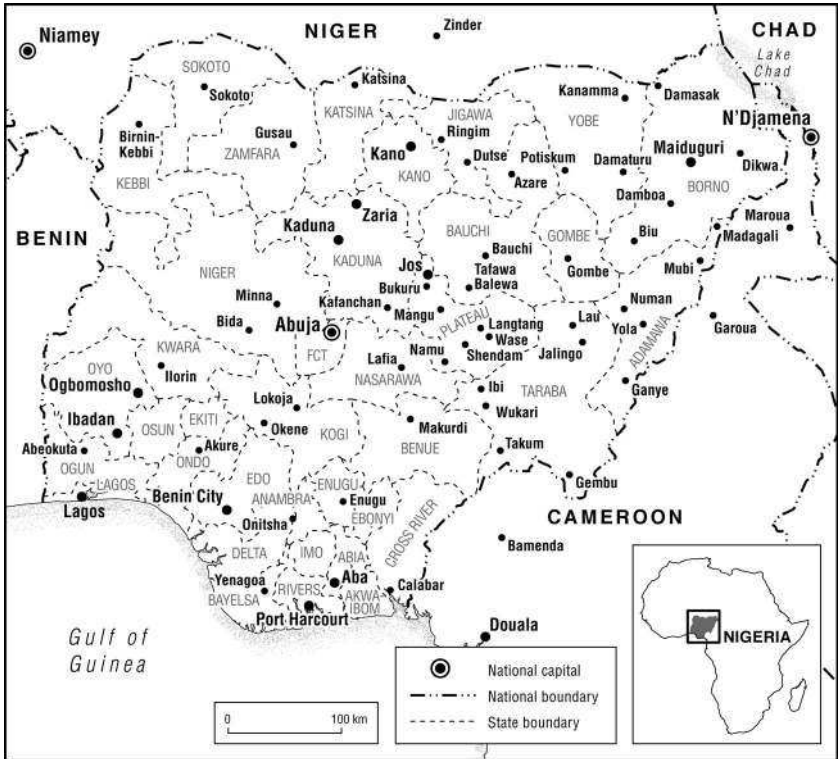 NIGER
CHAD
Niamey
Zinder
Lake
Chad
SOKOTO
Sokoto
Katsina
KATSINA
Kanamma
Damasak
JIGAWA
Ringim
YOBE
N'Djamena
Birnin-
Kebbi
Gusau
ZAMFARA
Kano
KANO
Dutse
Azare
Potiskum
Damaturu
Maiduguri
Dikwa
KEBBI
BORNO
Damboa
Zaria
Maroua
Madagali
BENIN
Kaduna
KADUNA
BAUCHI
GOMBE
Biu
Bauchi
Gombe
Mubi
NIGER
Jos
Bukuru
Tafawa
Balewa
Minna
Kafanchan
Mangu
Numan
Bida
Abuja
PLATEAU
Langtang
Wase
Lau
Yola
ADAMAWA
Garoua
KWARA
FCT
Shendam
Jalingo
OYO
Ilorin
Lafia
NASARAWA
Namu
Ogbomosho
Lokoja
Ibi
TARABA
Ganye
Ibadan
OSUN
EKITI
Okene
KOGI
Makurdi
Wukari
Abeokuta
Akure
BENUE
Takum
OGUN
ONDO
LAGOS
Lagos
EDO
ENUGU
Gembu
Benin City
ANAMBRA
Enugu
EBONYI
CROSS RIVER
Onitsha
CAMEROON
Bamenda
DELTA
IMO
ABIA
Yenagoa
BAYELSA
RIVERS
Aba
AKWA
IBOM
Calabar
Port Harcourt
Douala
Gulf of
Guinea
NIGERIA
National capital
National boundary
State boundary
0 100 km